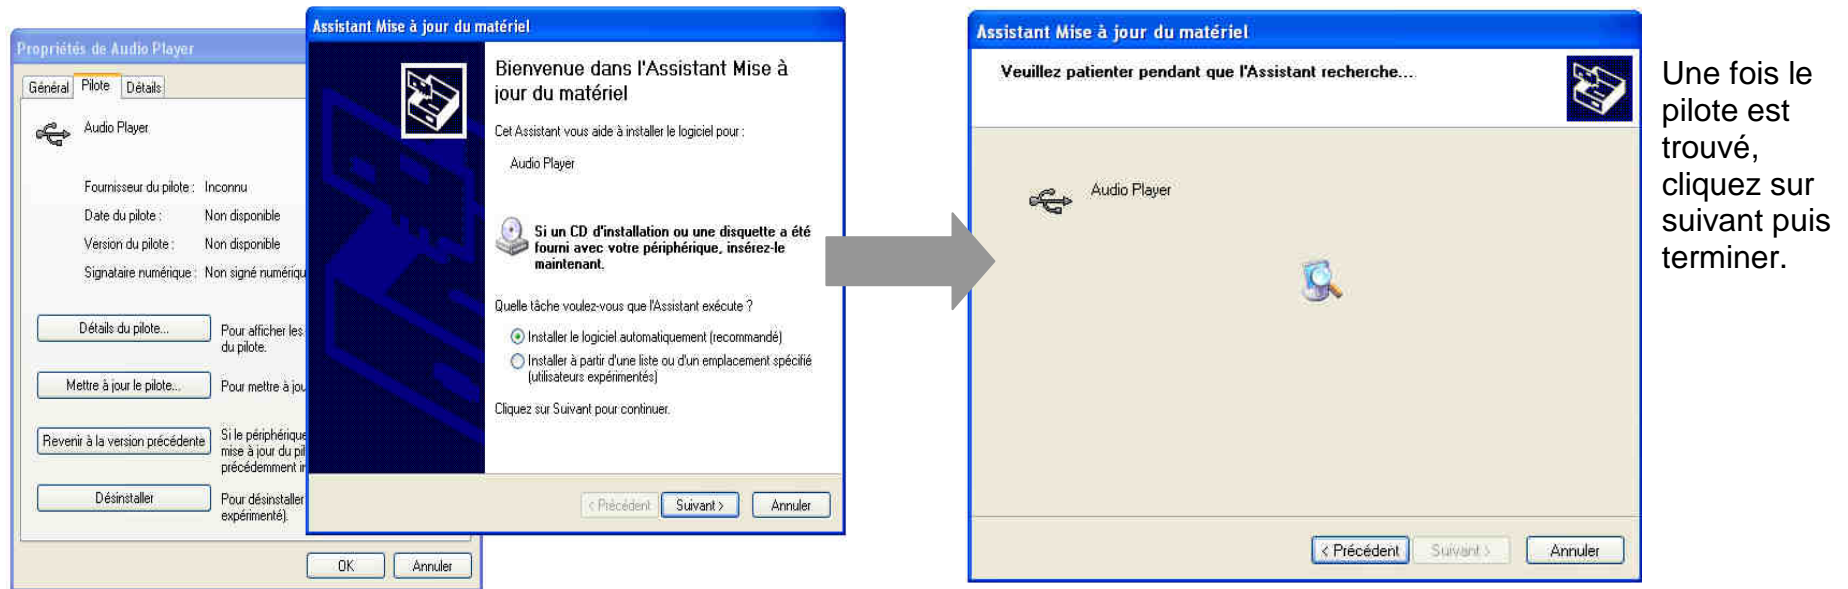 Propriétés de Audio Player
Général Pilote Détails
Audio Player
Fournisseur du pilote : Inconnu
Date du pilote : Non disponible
Version du pilote : Non disponible
Signataire numérique : Non signé numériqu
Détails du pilote... Pour afficher les
du pilote.
Mettre à jour le pilote... Pour mettre à jou
Revenir à la version précédente Si le périphérique
mise à jour du pil
précédemment in
Désinstaller Pour désinstaller
expérimenté).
OK Annuler
Assistant Mise à jour du matériel
Bienvenue dans l'Assistant Mise à
jour du matériel
Cet Assistant vous aide à installer le logiciel pour :
Audio Player
Si un CD d'installation ou une disquette a été
fourni avec votre périphérique, insérez-le
maintenant.
Quelle tâche voulez-vous que l'Assistant exécute ?
Installer le logiciel automatiquement (recommandé)
Installer à partir d'une liste ou d'un emplacement spécifié
(utilisateurs expérimentés)
Cliquez sur Suivant pour continuer.
< Précédent Suivant > Annuler
Assistant Mise à jour du matériel
Veuillez patienter pendant que l'Assistant recherche...
Audio Player
< Précédent Suivant > Annuler
Une fois le
pilote est
trouvé,
cliquez sur
suivant puis
terminer.